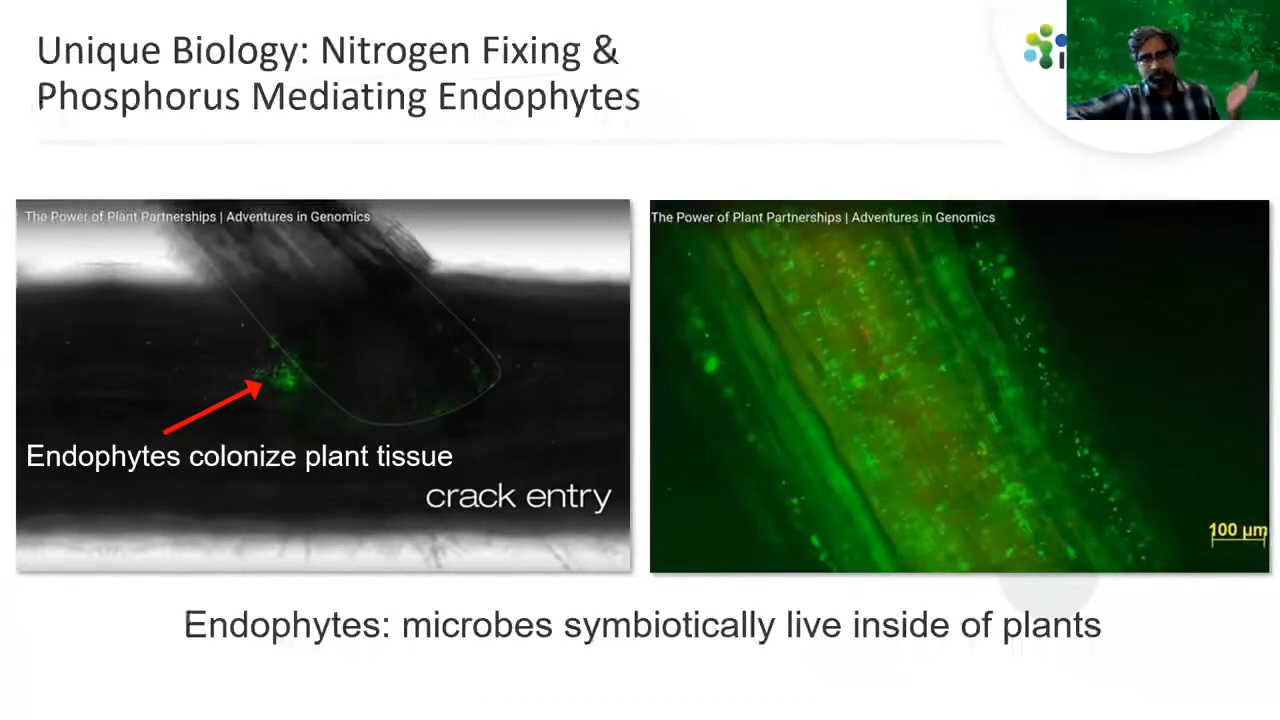 Unique Biology: Nitrogen Fixing &
Phosphorus Mediating Endophytes
The Power of Plant Partnerships | Adventures in Genomics
The Power of Plant Partnerships | Adventures in Genomics
Endophytes colonize plant tissue
crack entry
100 µm
Endophytes: microbes symbiotically live inside of plants